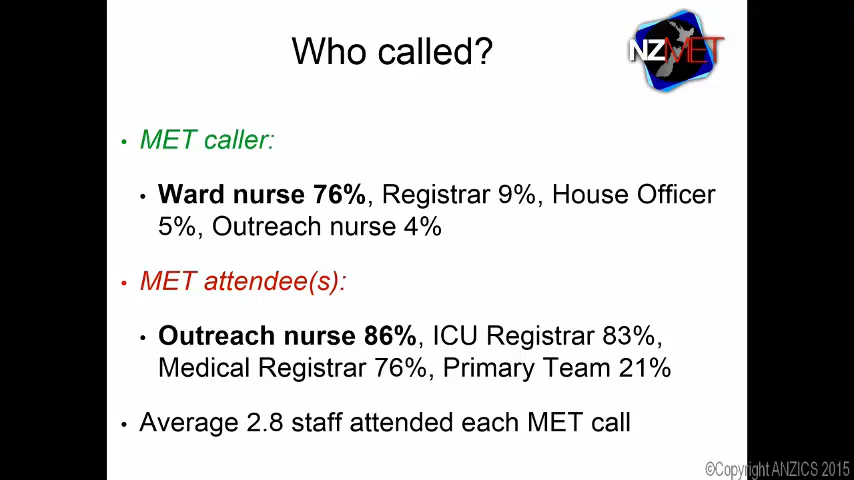 Who called?
NZMET
• MET caller:
• Ward nurse 76%, Registrar 9%, House Officer
5%, Outreach nurse 4%
• MET attendee(s):
• Outreach nurse 86%, ICU Registrar 83%,
Medical Registrar 76%, Primary Team 21%
• Average 2.8 staff attended each MET call
©Copyright ANZICS 2015